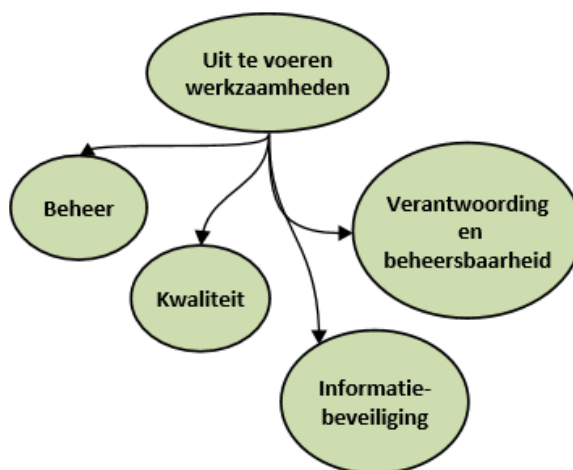 Uit te voeren
werkzaamheden
Beheer
Verantwoording
en
beheersbaarheid
Kwaliteit
Informatie-
beveiliging